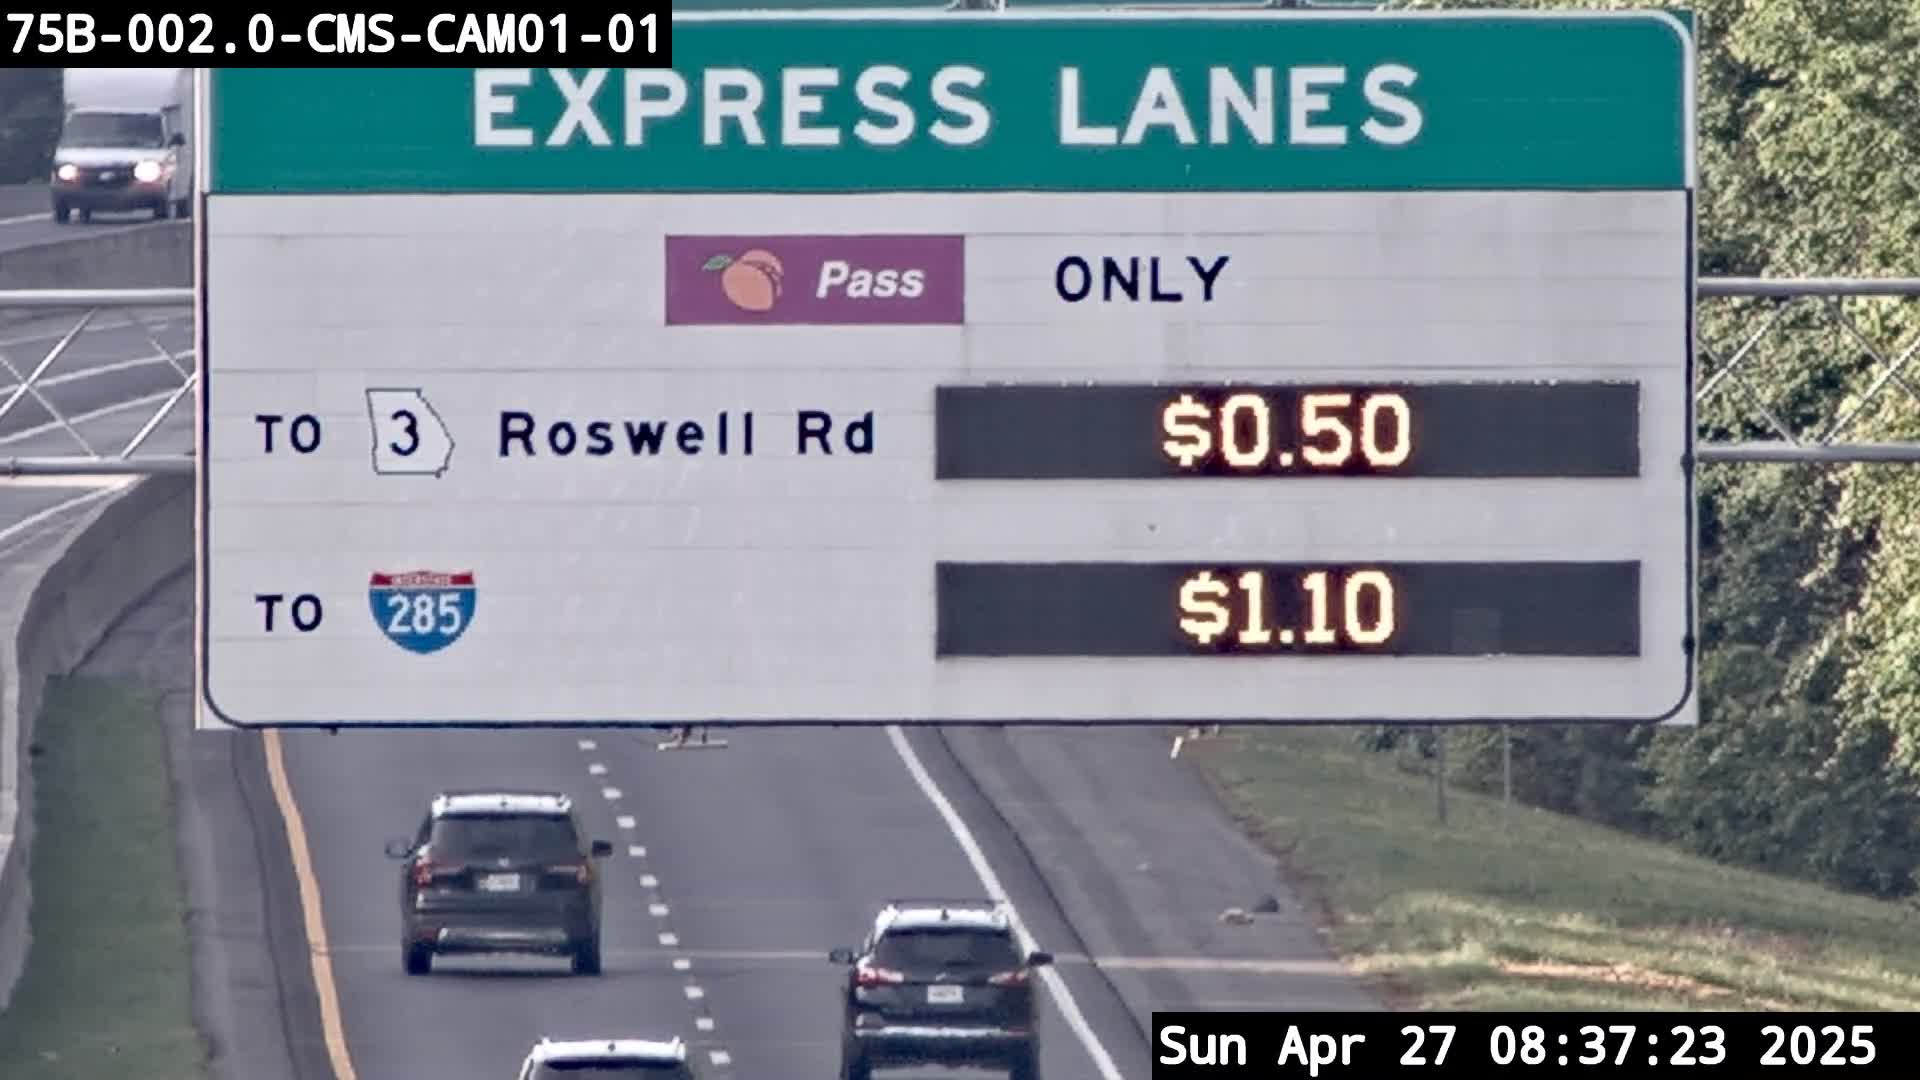 75B-002.0-CMS-CAM01-01
EXPRESS LANES
Pass ONLY
TO 3 Roswell Rd $0.50
TO 285 $1.10
Sun Apr 27 08:37:23 2025